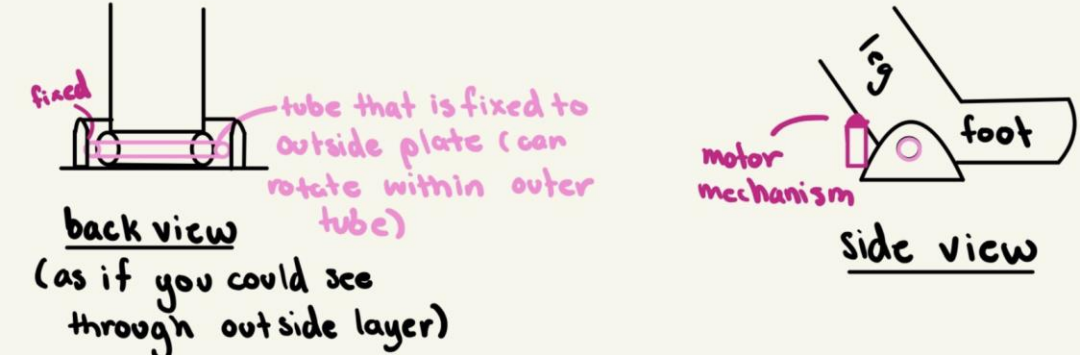 fixed
tube that is fixed to
outside plate (can
rotate within outer
tube)
back view
(as if you could see
through outside layer)
leg
foot
motor
mechanism
side view